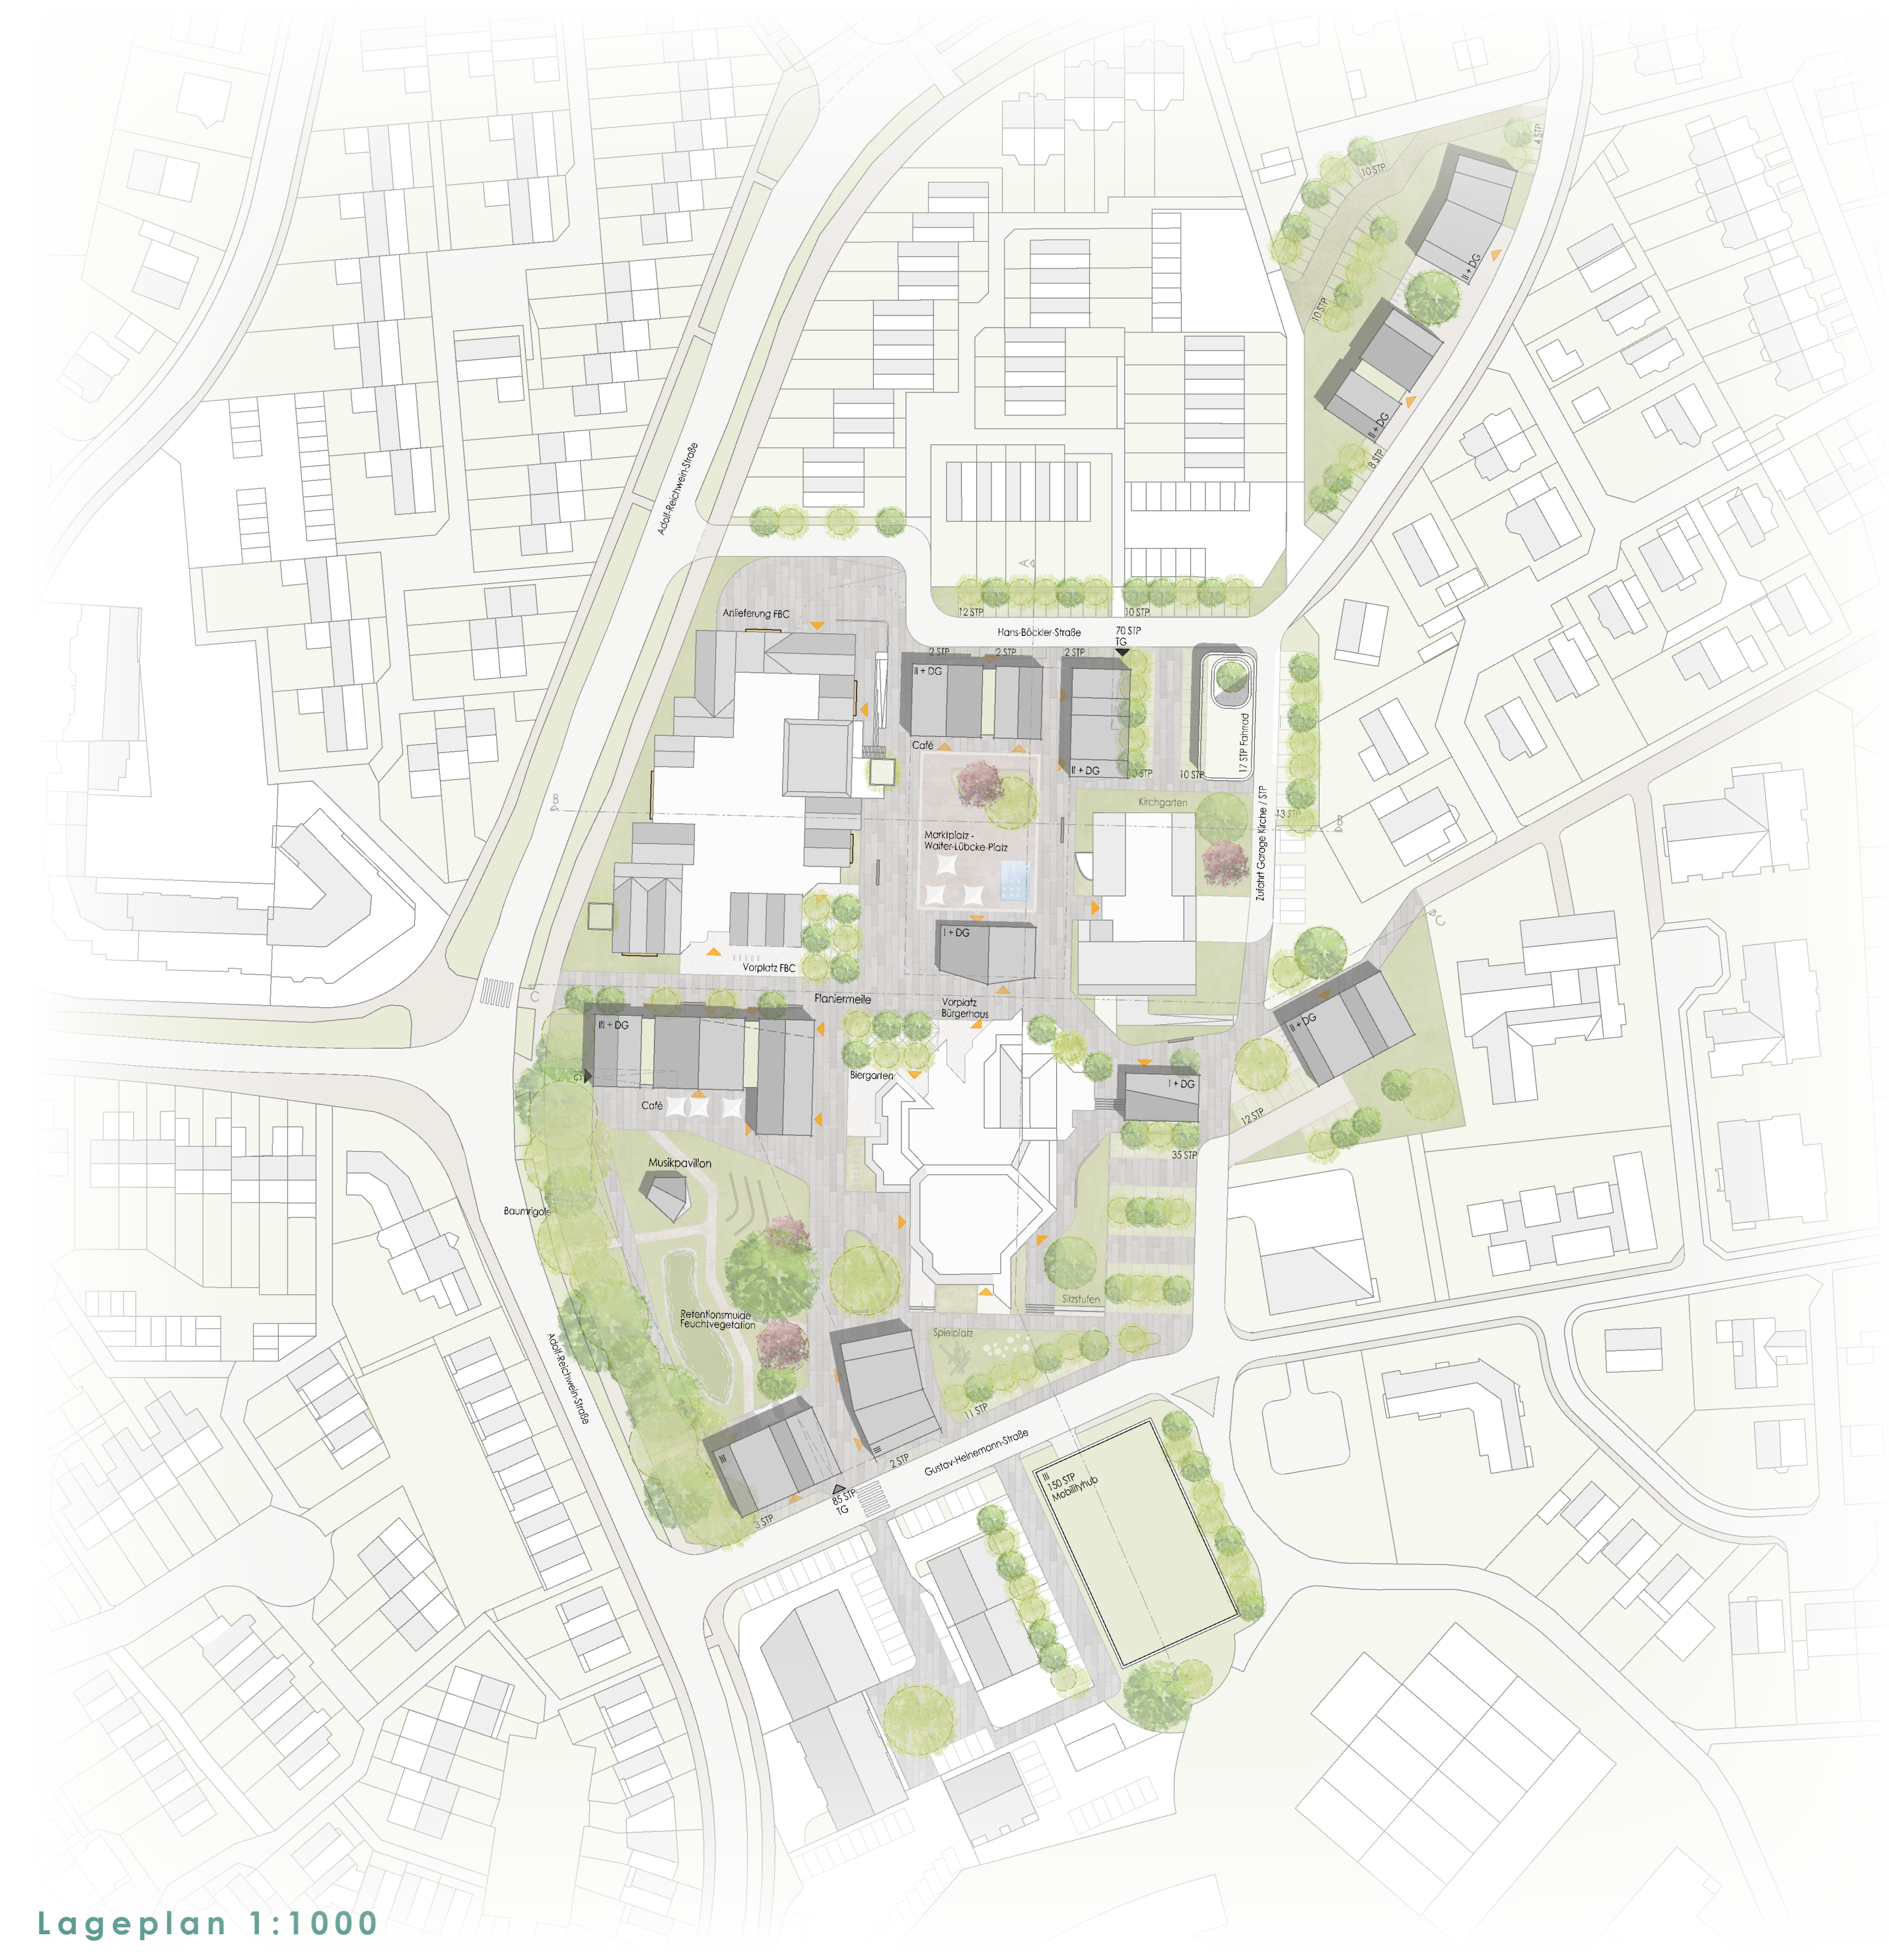 4 STP
10 STP
II + DG
10 STP
II + DG
8 STP
Adolf-Reichwein-Straße
A
Anlieferung FBC
12 STP
10 STP
Hans-Böckler-Straße
70 STP
TG
2 STP
2 STP
2 STP
II + DG
Café
II + DG
10 STP
10 STP
17 STP Fahrrad
Kirchgarten
B
13 STP
B
Marktplatz -
Walter-Lübcke-Platz
Zufahrt Garage Kirche / STP
I + DG
C
Vorplatz FBC
C
Flaniermeile
Vorplatz
Bürgerhaus
III + DG
II + DG
Biergarten
TG
I + DG
Café
12 STP
35 STP
Musikpavillon
Baumrigole
Retentionsmulde
Feuchtvegetation
Sitzstufen
Spielplatz
Adolf-Reichwein-Straße
11 STP
III
III
2 STP
Gustav-Heinemann-Straße
85 STP
TG
3 STP
III
150 STP
Mobilityhub
Lageplan 1:1000